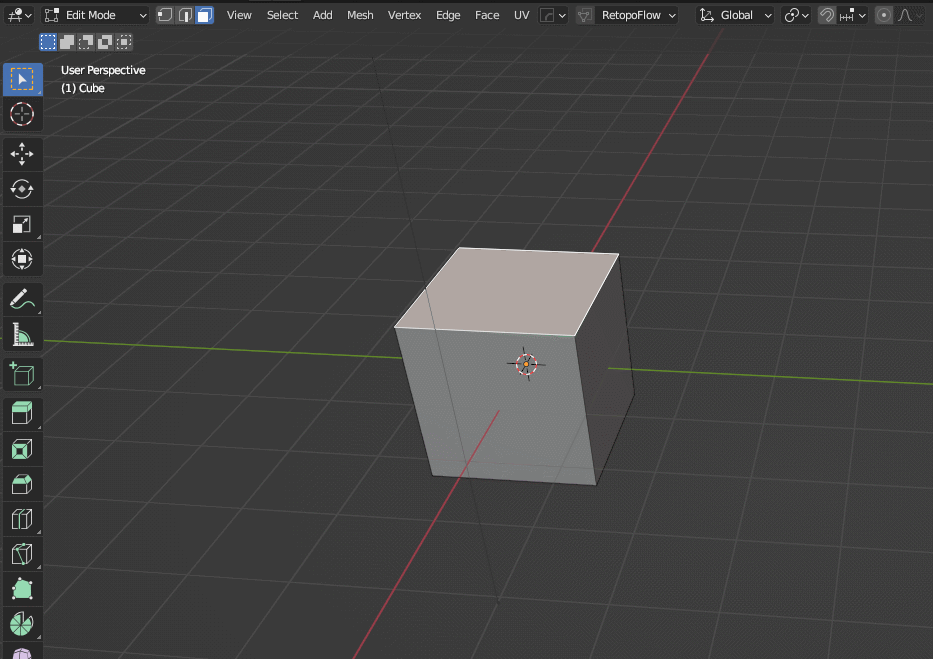 Edit Mode View Select Add Mesh Vertex Edge Face UV RetopoFlow Global
User Perspective
(1) Cube